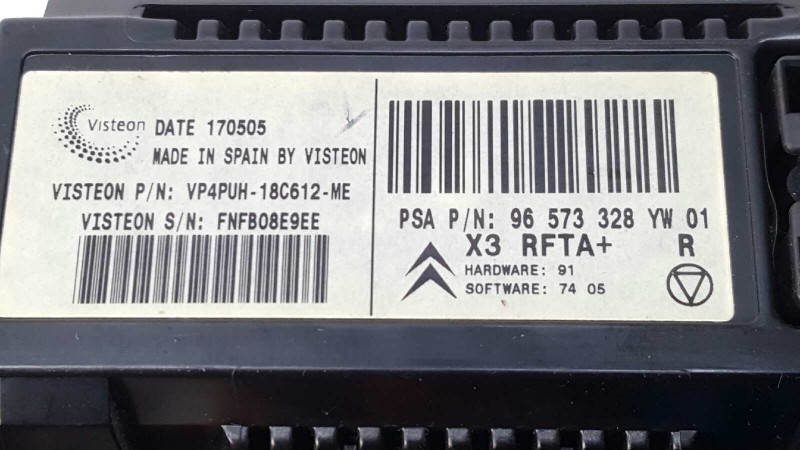 Visteon DATE 170505
MADE IN SPAIN BY VISTEON
VISTEON P/N: VP4PUH-18C612-ME
VISTEON S/N: FNFB08E9EE
PSA P/N: 96 573 328 YW 01
X3 RFTA+ R
HARDWARE: 91
SOFTWARE: 74 05